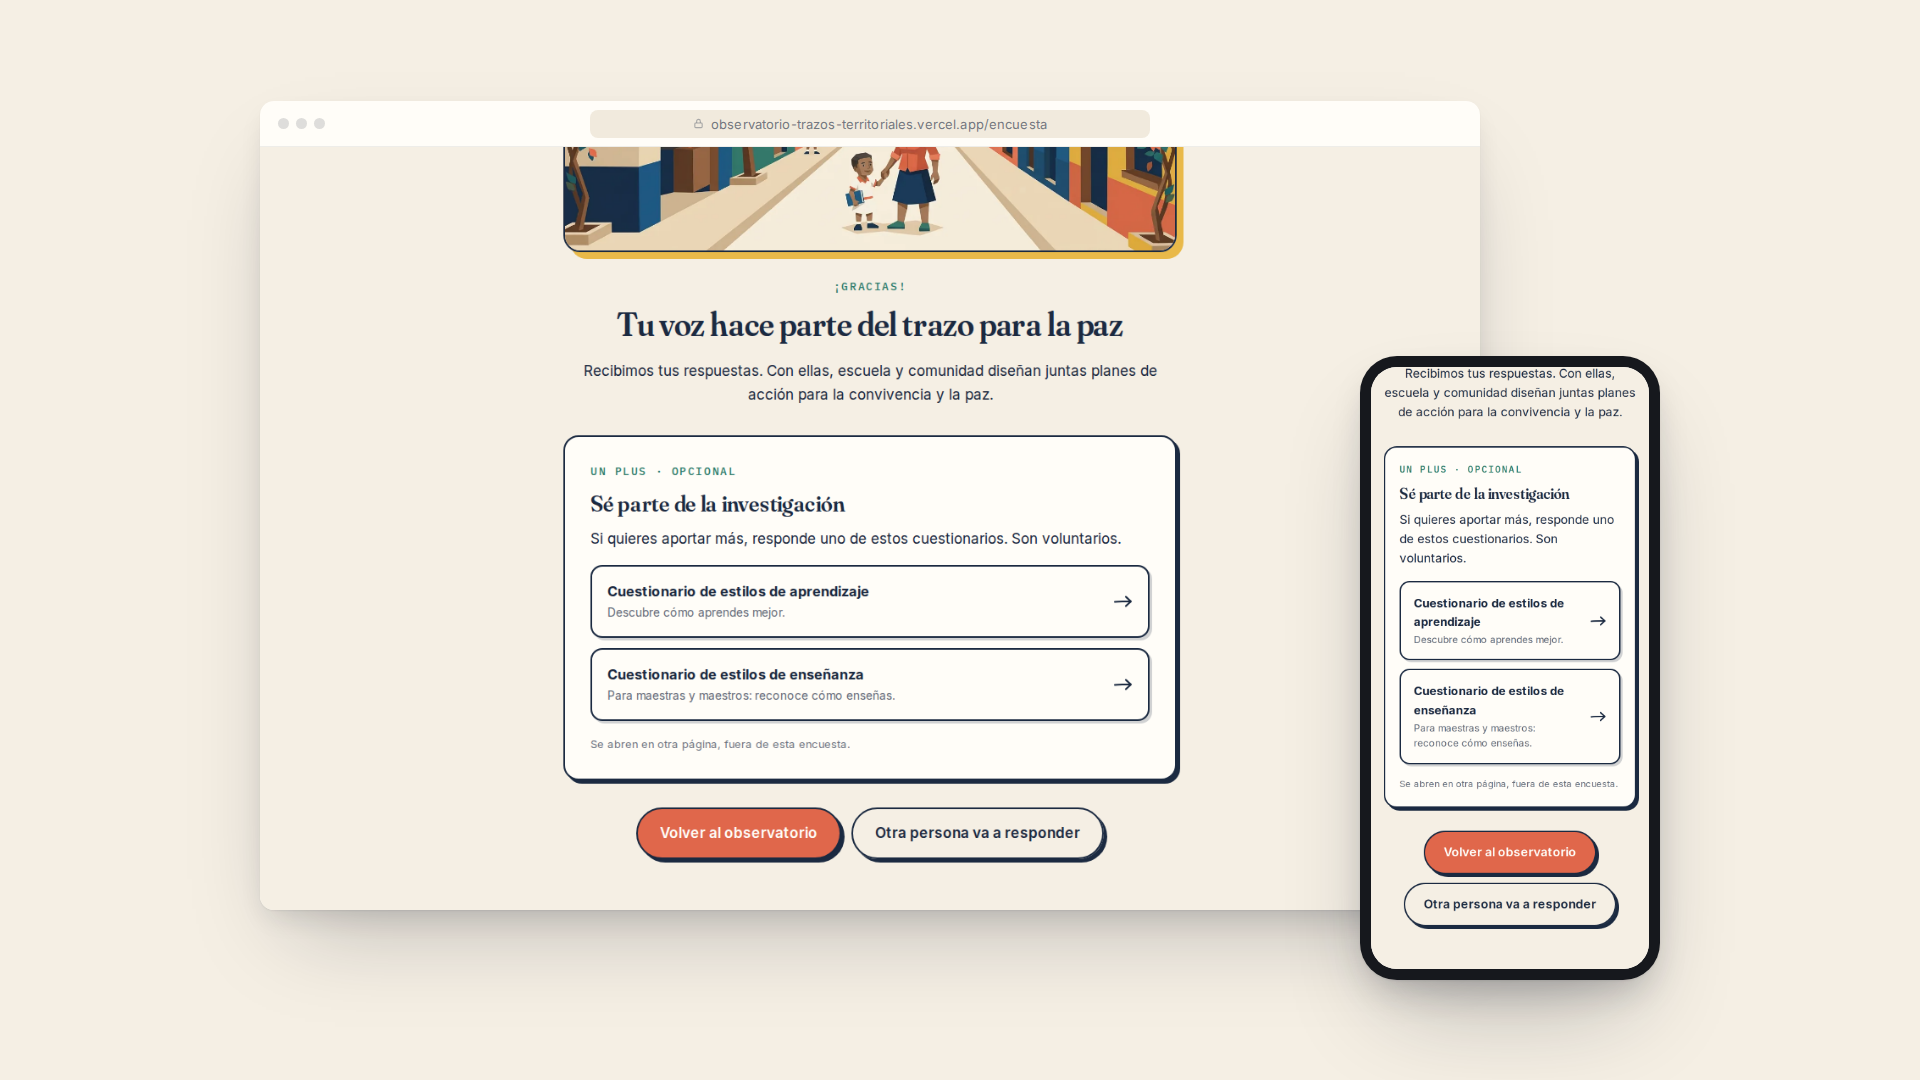 observatorio-trazos-territoriales.vercel.app/encuesta
¡GRACIAS!
Tu voz hace parte del trazo para la paz
Recibimos tus respuestas. Con ellas, escuela y comunidad diseñan juntas planes de
acción para la convivencia y la paz.
UN PLUS · OPCIONAL
Sé parte de la investigación
Si quieres aportar más, responde uno de estos cuestionarios. Son voluntarios.
Cuestionario de estilos de aprendizaje
Descubre cómo aprendes mejor.
Cuestionario de estilos de enseñanza
Para maestras y maestros: reconoce cómo enseñas.
Se abren en otra página, fuera de esta encuesta.
Volver al observatorio
Otra persona va a responder
Recibimos tus respuestas. Con ellas,
escuela y comunidad diseñan juntas planes
de acción para la convivencia y la paz.
UN PLUS · OPCIONAL
Sé parte de la investigación
Si quieres aportar más, responde uno
de estos cuestionarios. Son
voluntarios.
Cuestionario de estilos de
aprendizaje
Descubre cómo aprendes mejor.
Cuestionario de estilos de
enseñanza
Para maestras y maestros:
reconoce cómo enseñas.
Se abren en otra página, fuera de esta encuesta.
Volver al observatorio
Otra persona va a responder